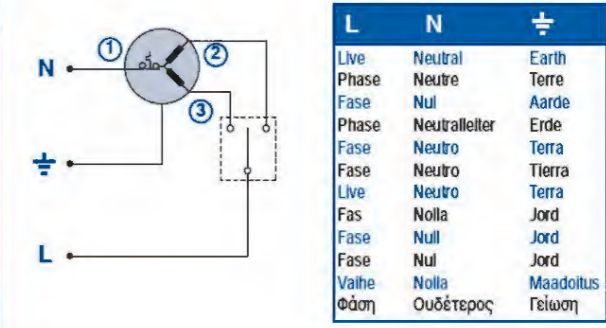 N
L
1
2
3
L N ⏚
Live Neutral Earth
Phase Neutre Terre
Fase Nul Aarde
Phase Neutralleiter Erde
Fase Neutro Terra
Fase Neutro Tierra
Live Neutro Terra
Fas Nolla Jord
Fase Null Jord
Fase Nul Jord
Vaihe Nolla Maadoitus
Φάση Ουδέτερος Γείωση